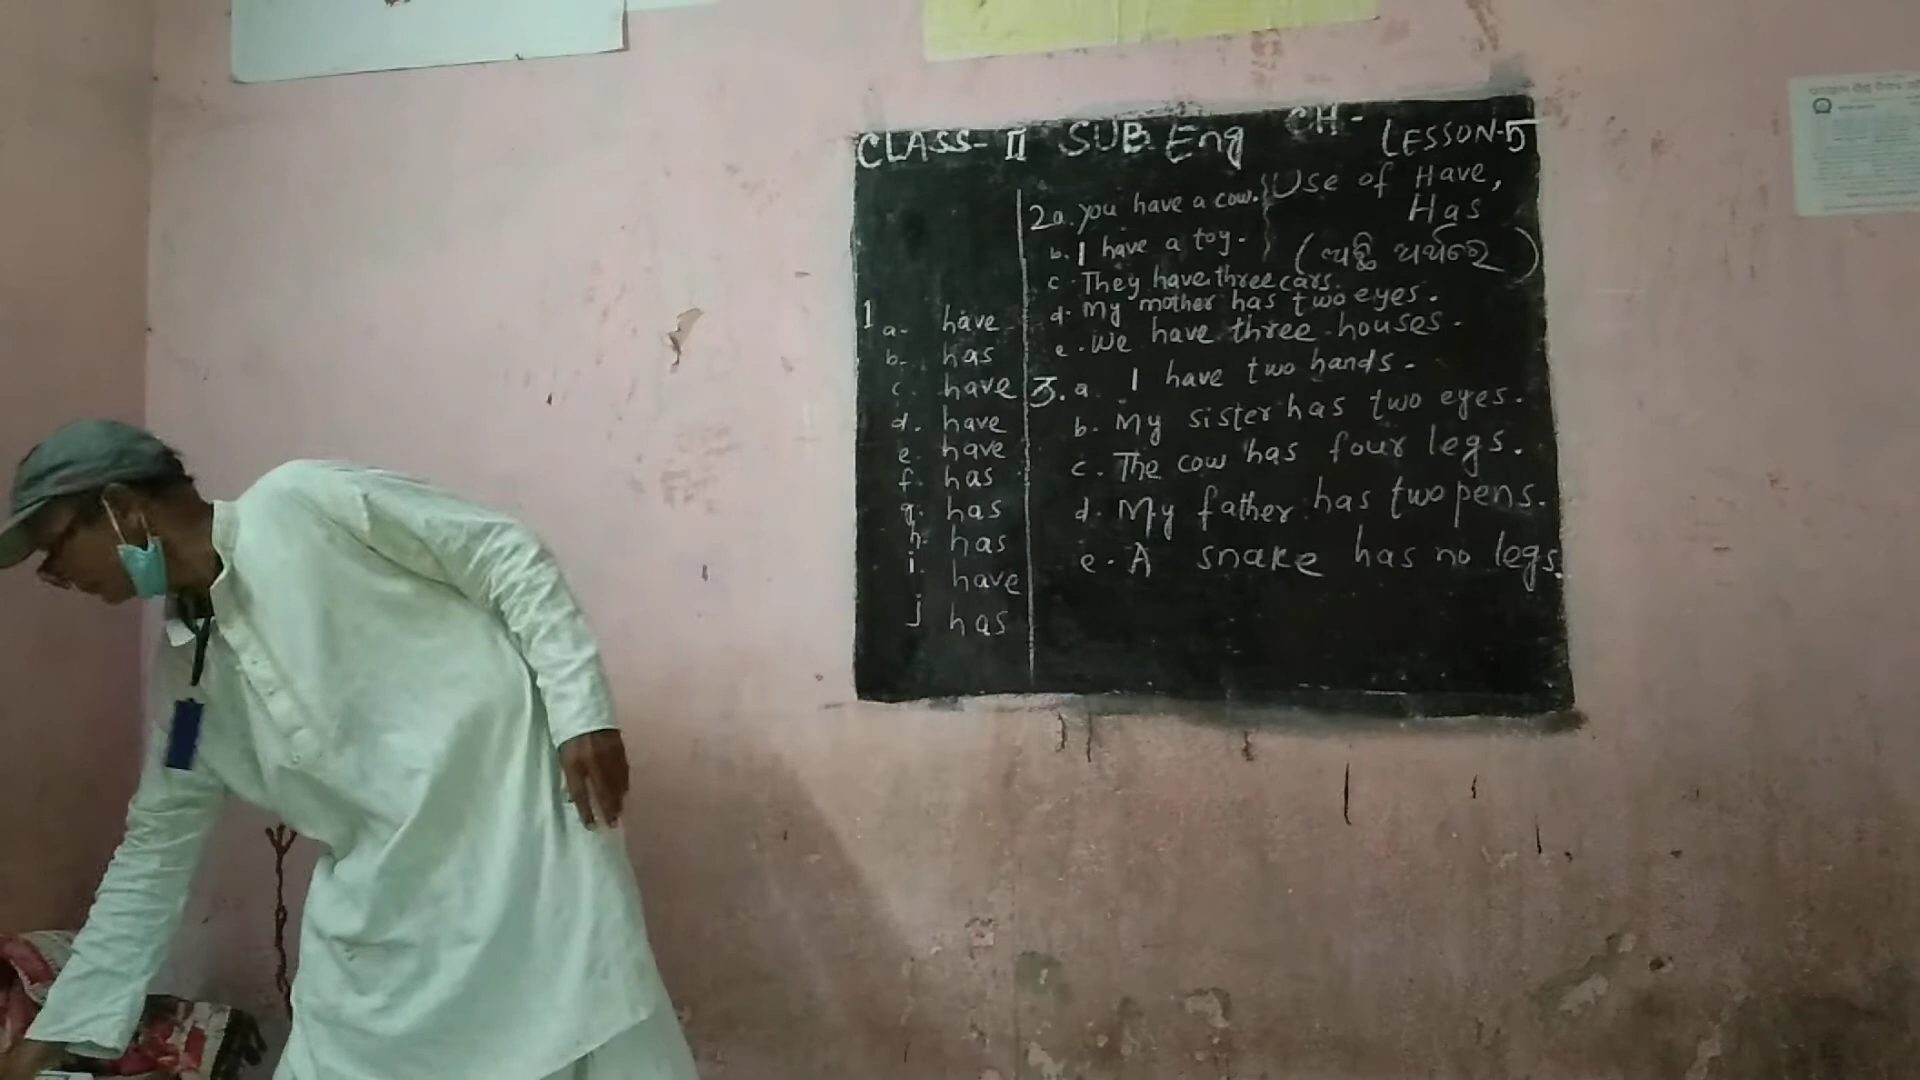 CLASS-II SUB Eng CH- LESSON-5
Use of Have,
Has
(ଅଛି ଅର୍ଥରେ)
1
a- have
b- has
c. have
d. have
e. have
f. has
g. has
h. has
i. have
j has
2a. you have a cow.
b. I have a toy.
c. They have three cars.
d. My mother has two eyes.
e. We have three houses.
3. a. I have two hands.
b. My sister has two eyes.
c. The cow has four legs.
d. My father has two pens.
e. A snake has no legs.